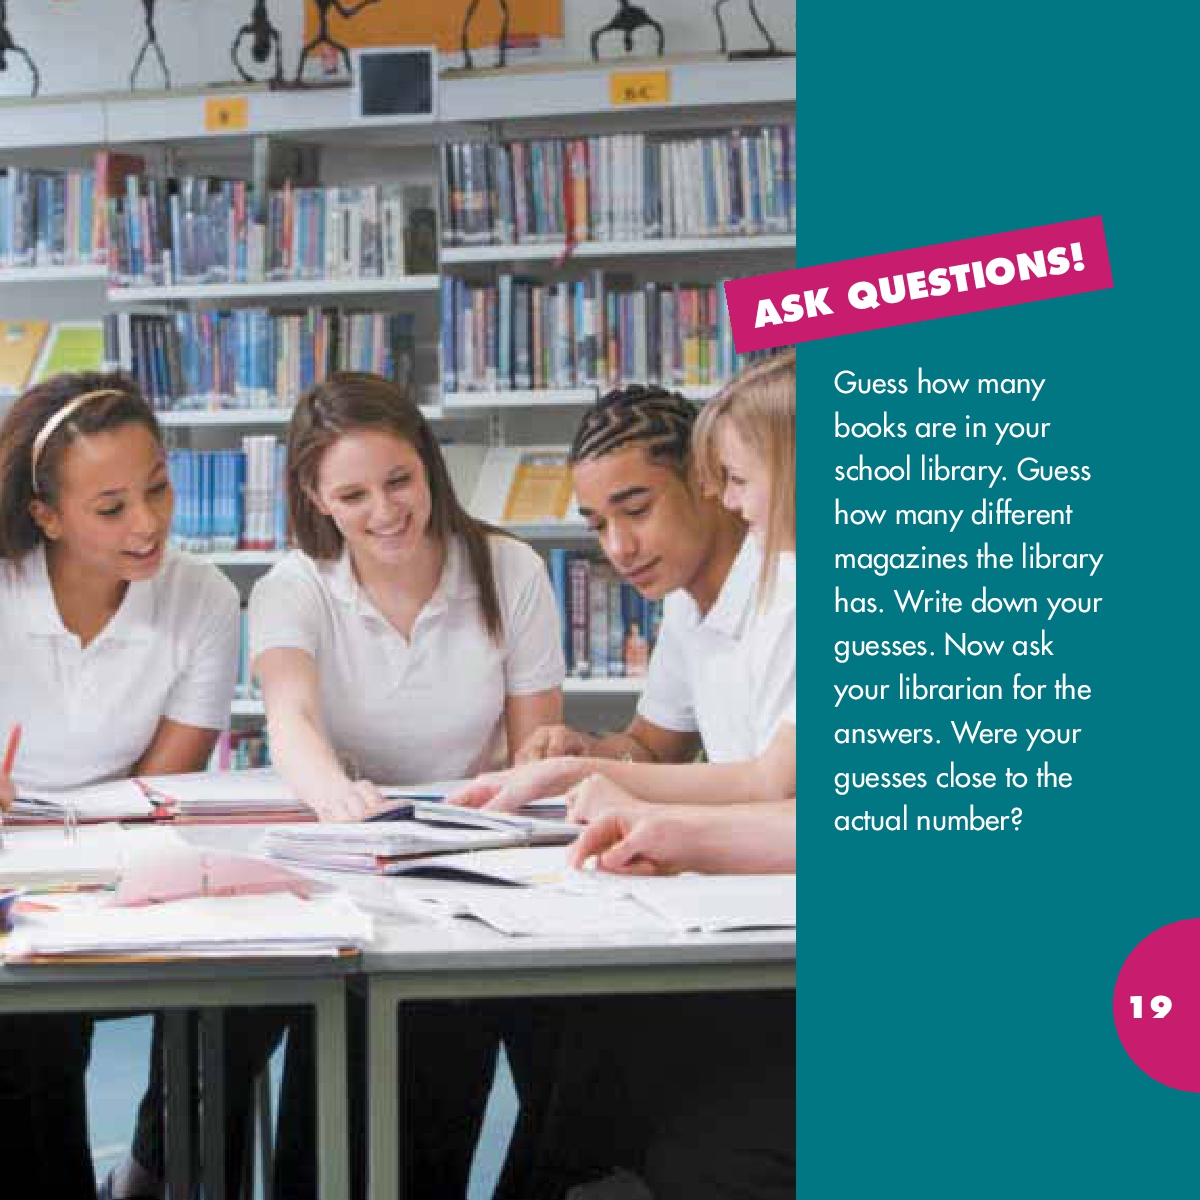 B-C
ASK QUESTIONS!
Guess how many
books are in your
school library. Guess
how many different
magazines the library
has. Write down your
guesses. Now ask
your librarian for the
answers. Were your
guesses close to the
actual number?
19